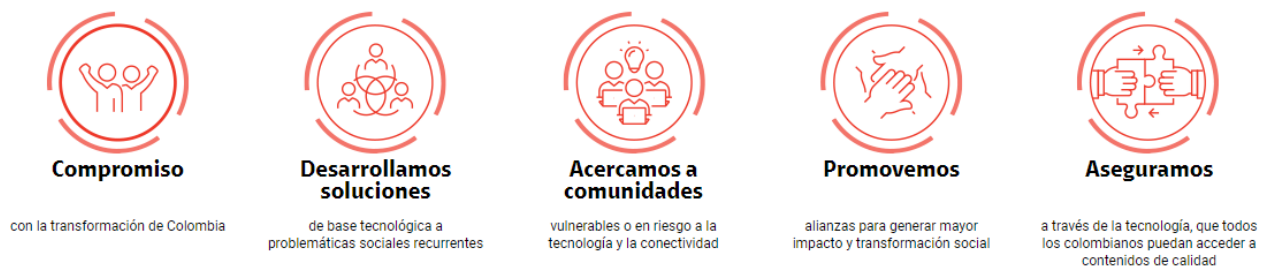 Compromiso
con la transformación de Colombia
Desarrollamos
soluciones
de base tecnológica a
problemáticas sociales recurrentes
Acercamos a
comunidades
vulnerables o en riesgo a la
tecnología y la conectividad
Promovemos
alianzas para generar mayor
impacto y transformación social
Aseguramos
a través de la tecnología, que todos
los colombianos puedan acceder a
contenidos de calidad